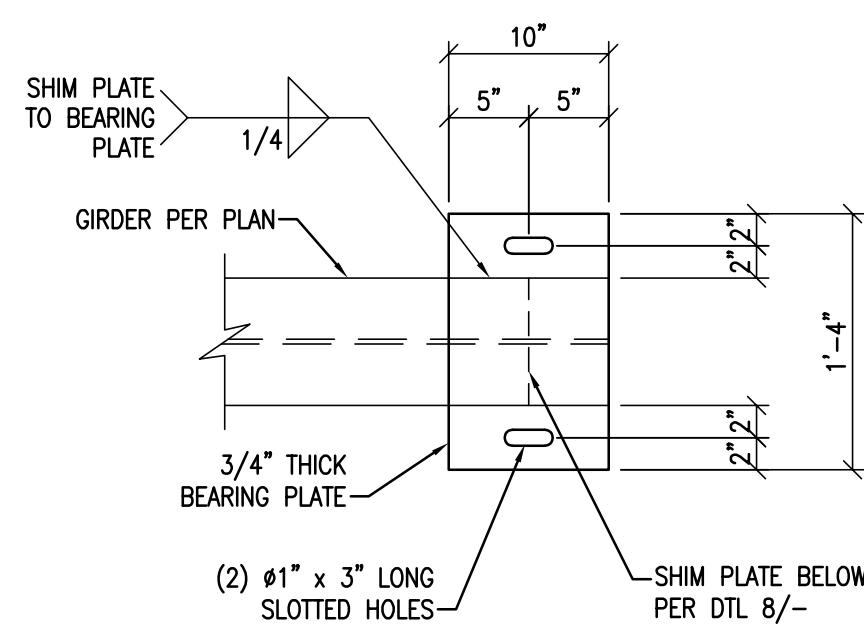 10"
5" 5"
SHIM PLATE
TO BEARING
PLATE
1/4
GIRDER PER PLAN
2"
2"
1'-4"
2"
2"
3/4" THICK
BEARING PLATE
(2) ø1" x 3" LONG
SLOTTED HOLES
SHIM PLATE BELOW
PER DTL 8/-